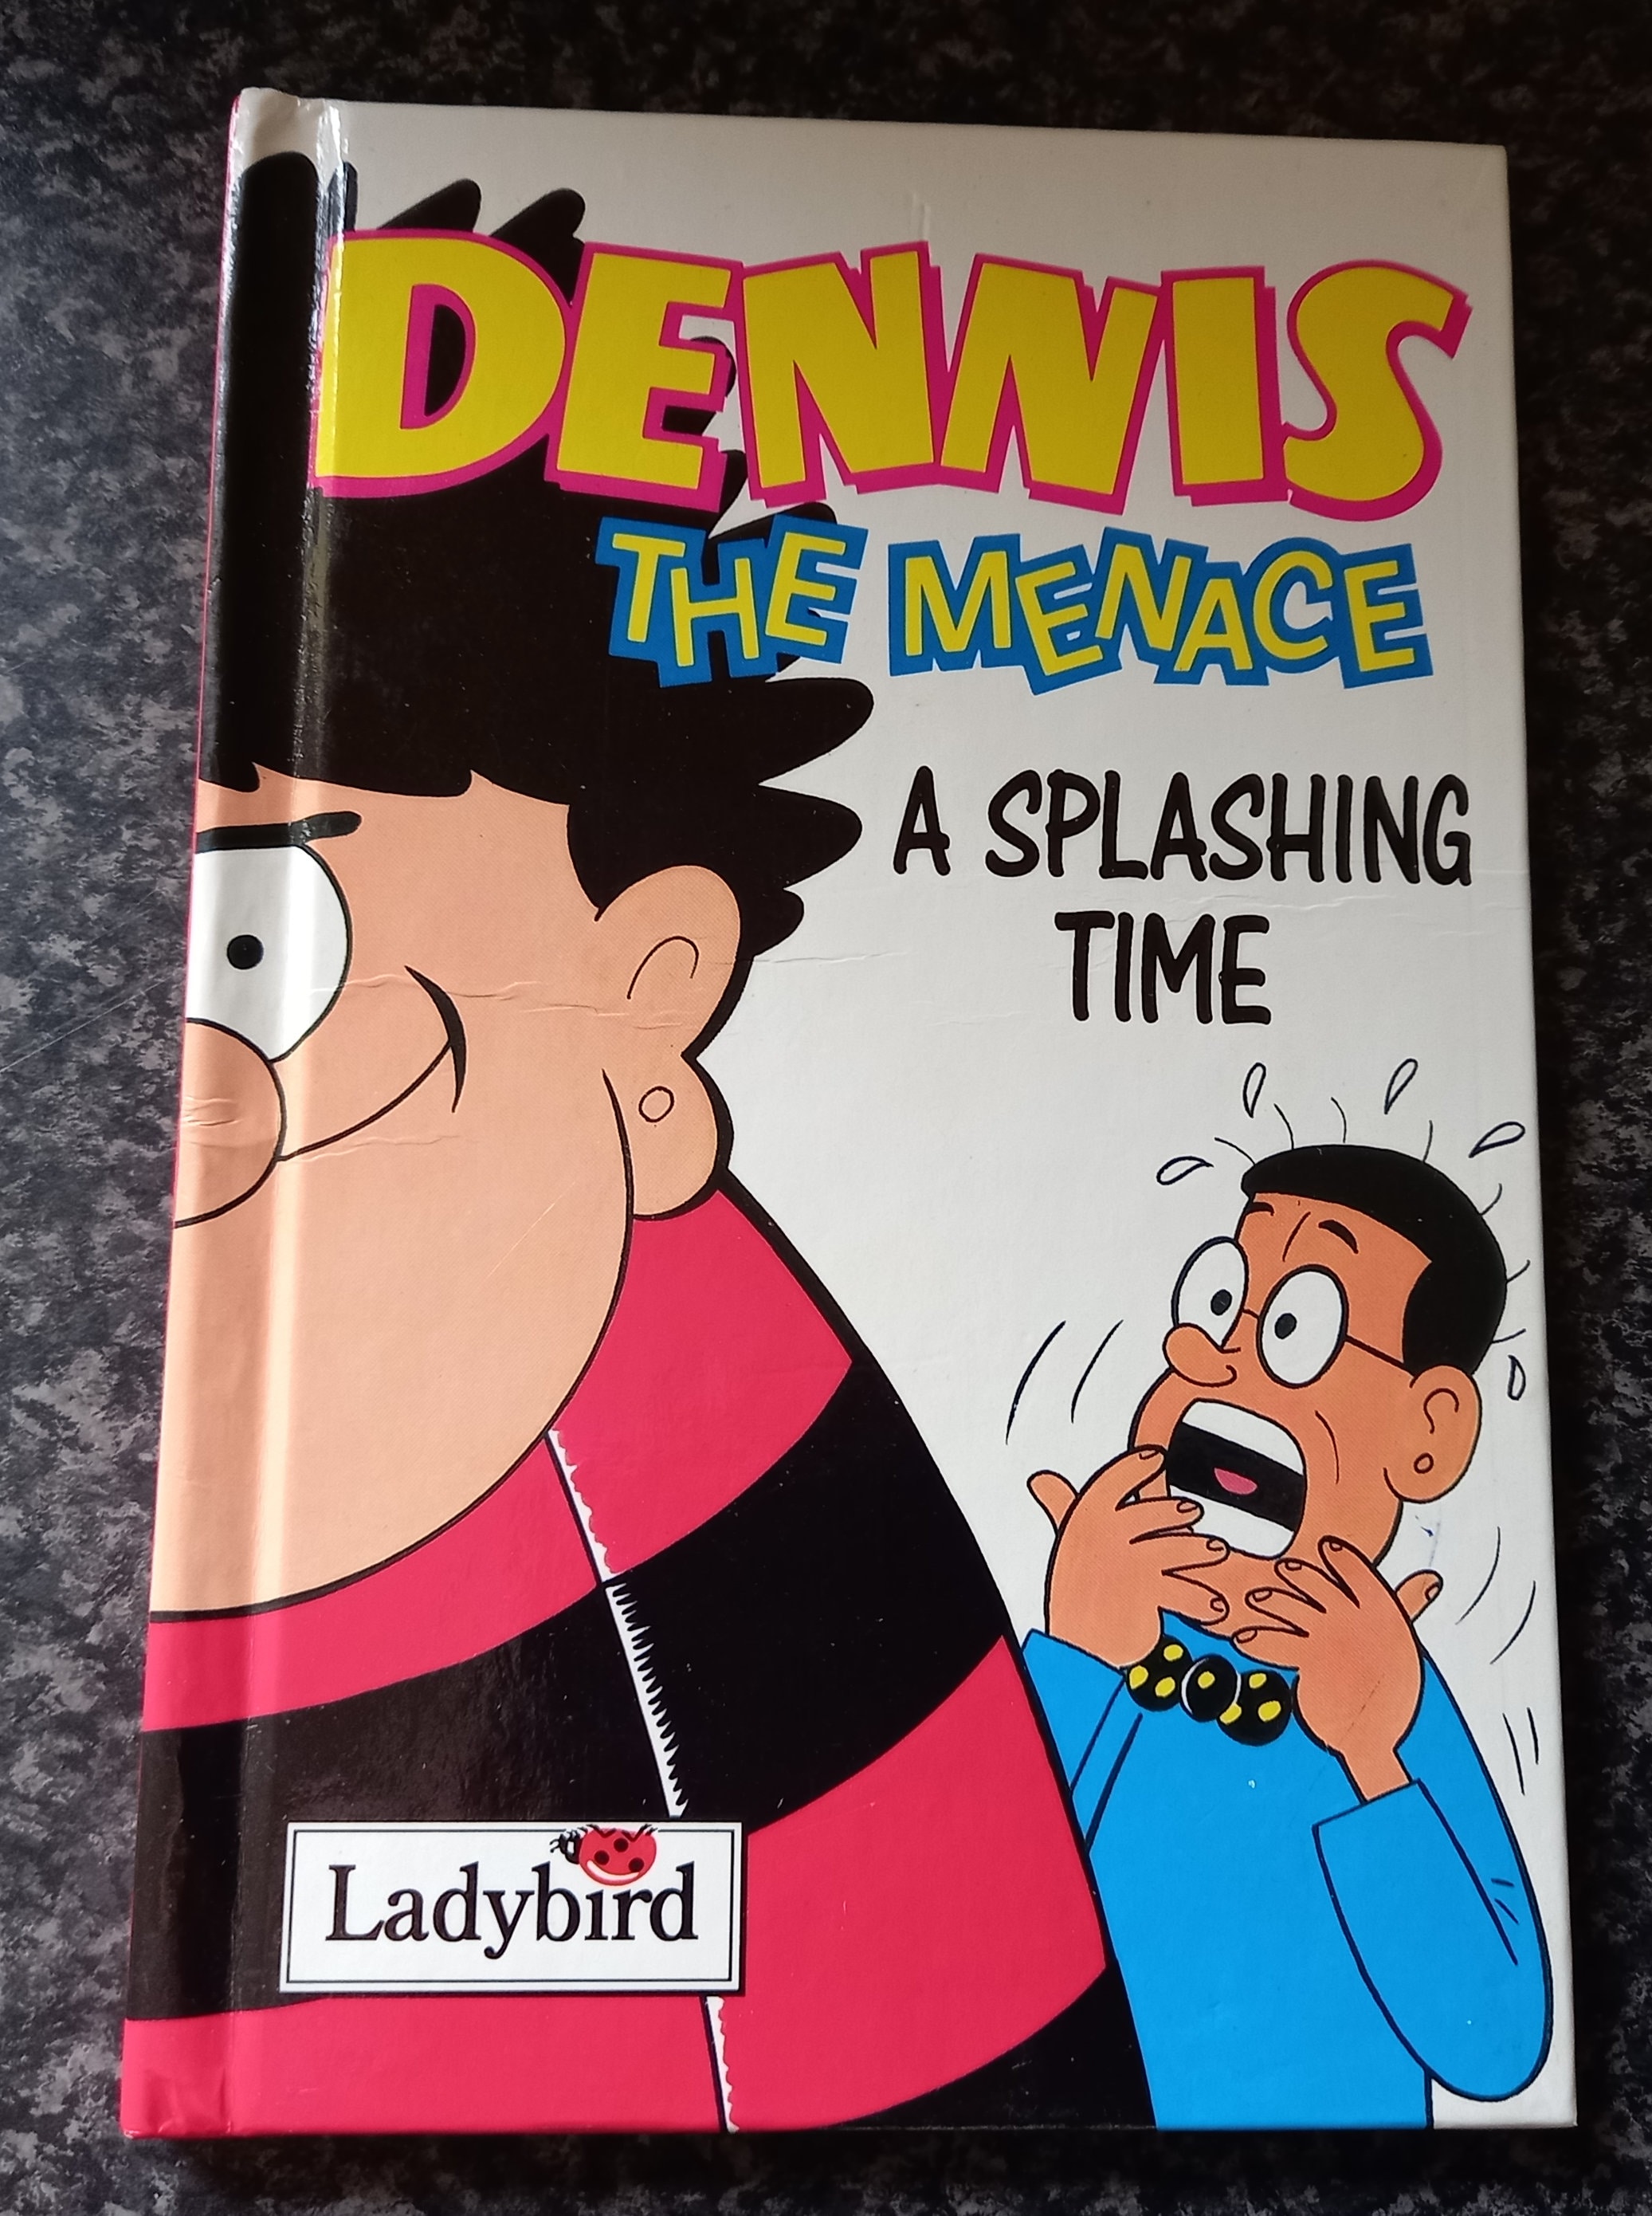 DENNIS
THE MENACE
A SPLASHING
TIME
Ladybird